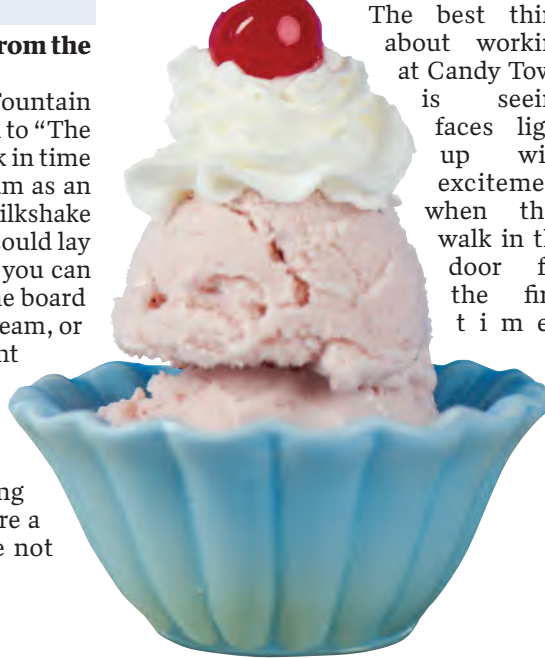 rom the
Fountain
to “The
k in time
am as an
ilkshake
ould lay
you can
e board
eam, or
nt
ng
re a
e not
The best thin
about workin
at Candy Tow
is seein
faces lig
up wi
excitemen
when th
walk in th
door f
the fir
t i m e